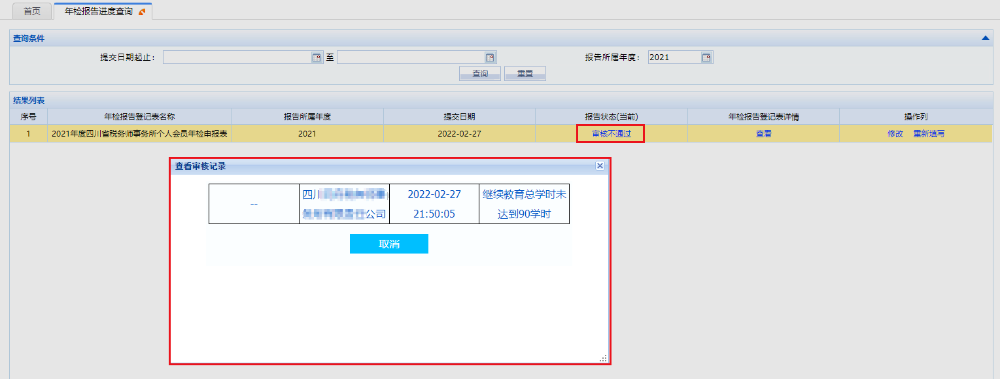 首页
年检报告进度查询
查询条件
提交日期起止: 至 报告所属年度: 2021
查询 重置
结果列表
序号 年检报告登记表名称 报告所属年度 提交日期 报告状态(当前) 年检报告登记表详情 操作列
1 2021年度四川省税务师事务所个人会员年检申报表 2021 2022-02-27 审核不通过 查看 修改 重新填写
查看审核记录
-- 四川 2022-02-27 继续教育总学时未
公司 21:50:05 达到90学时
取消